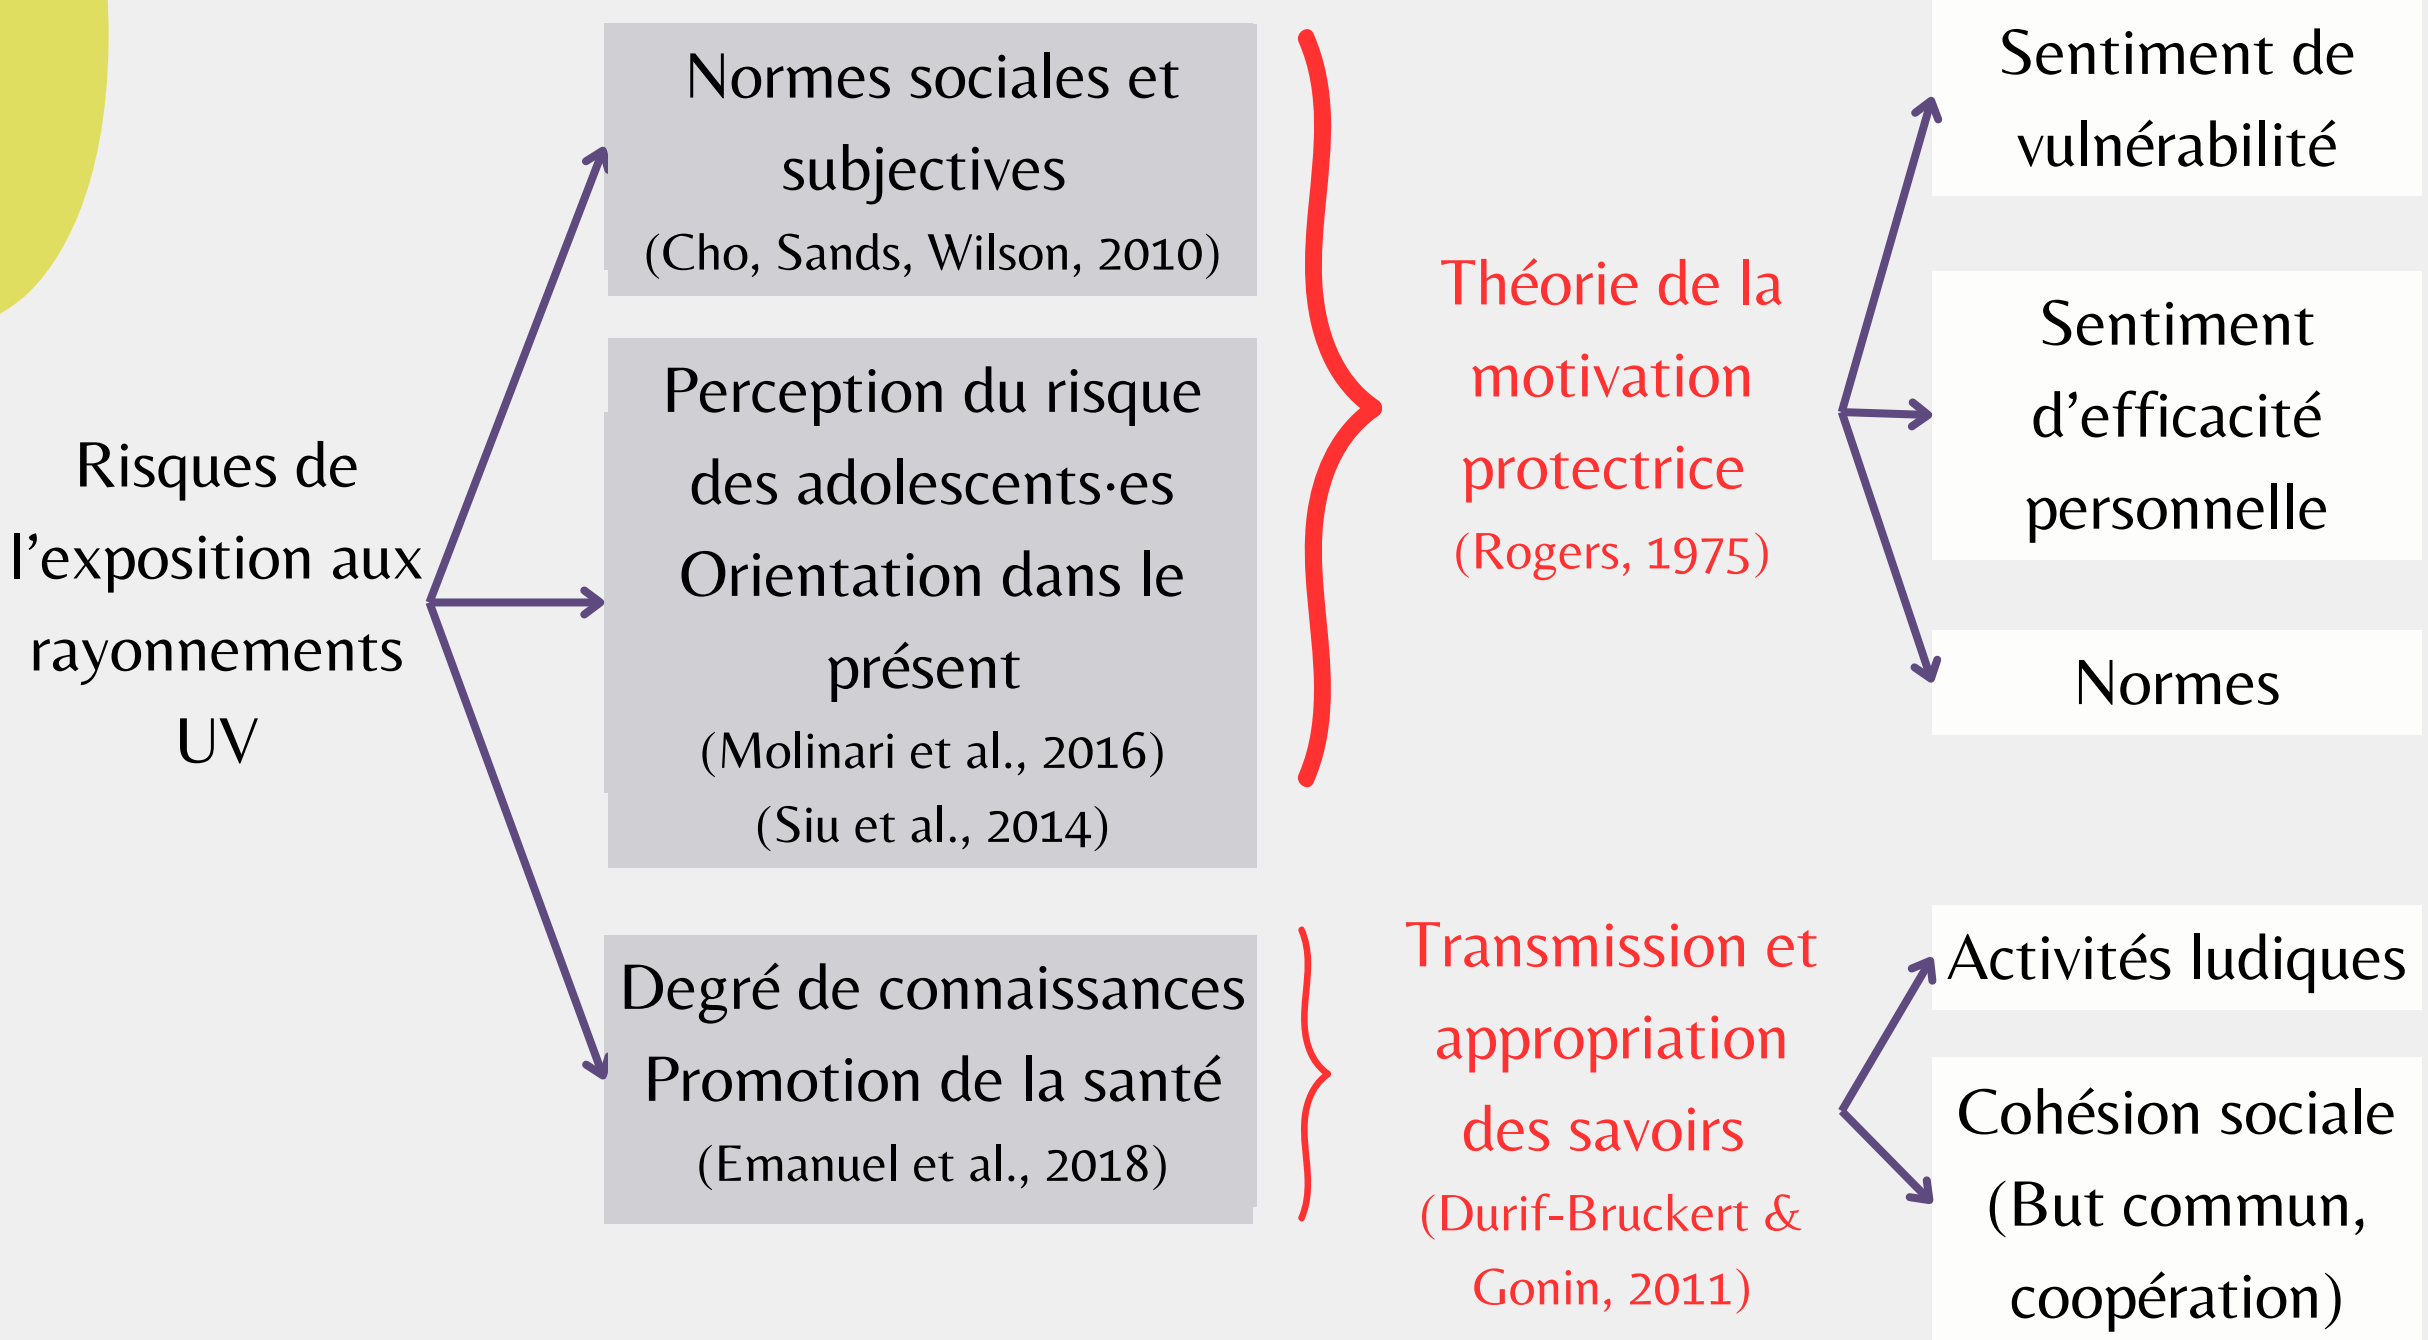 Risques de
l’exposition aux
rayonnements
UV
Normes sociales et
subjectives
(Cho, Sands, Wilson, 2010)
Perception du risque
des adolescents·es
Orientation dans le
présent
(Molinari et al., 2016)
(Siu et al., 2014)
Degré de connaissances
Promotion de la santé
(Emanuel et al., 2018)
Théorie de la
motivation
protectrice
(Rogers, 1975)
Transmission et
appropriation
des savoirs
(Durif-Bruckert &
Gonin, 2011)
Sentiment de
vulnérabilité
Sentiment
d’efficacité
personnelle
Normes
Activités ludiques
Cohésion sociale
(But commun,
coopération)